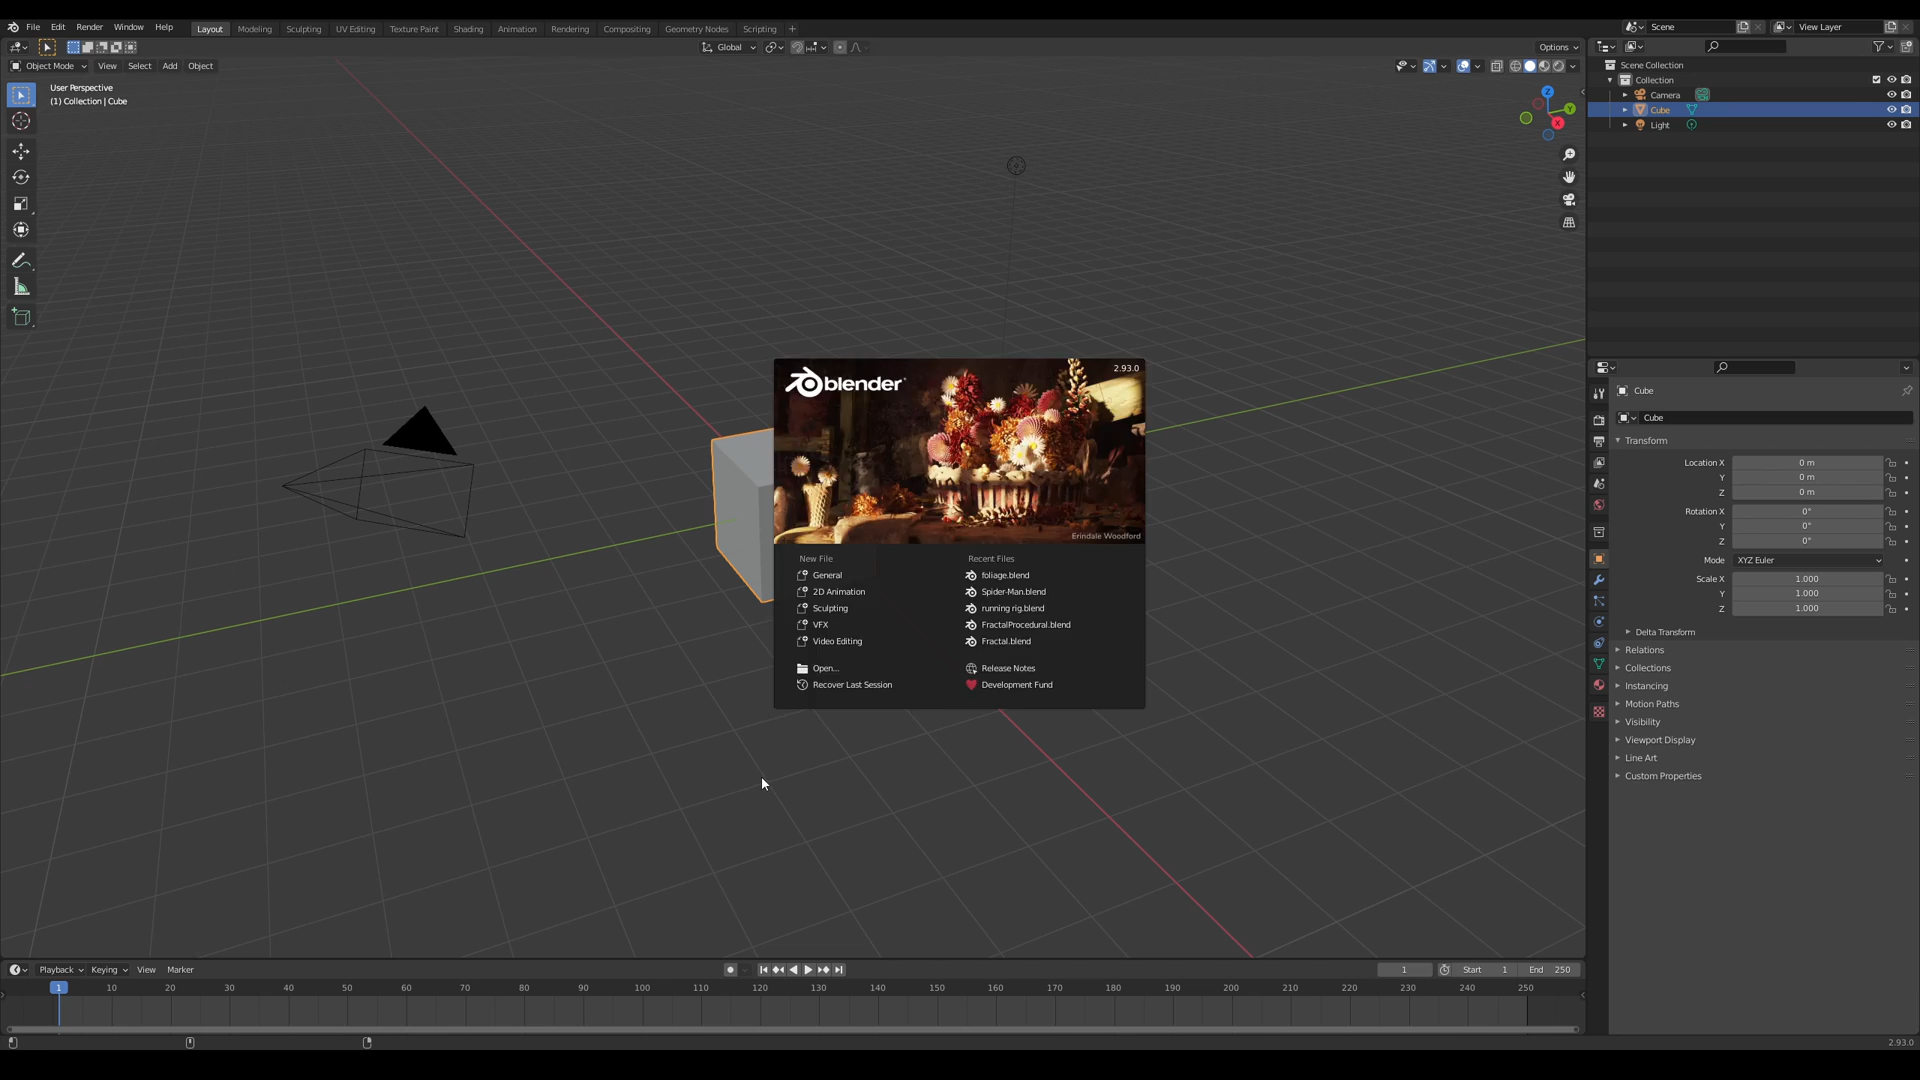 File Edit Render Window Help Layout Modeling Sculpting UV Editing Texture Paint Shading Animation Rendering Compositing Geometry Nodes Scripting + Scene View Layer
Global Options
Object Mode View Select Add Object
User Perspective
(1) Collection | Cube
Z
Y
X
Scene Collection
Collection
Camera
Cube
Light
blender
2.93.0
Erindale Woodford
New File
General
2D Animation
Sculpting
VFX
Video Editing
Open...
Recover Last Session
Recent Files
foliage.blend
Spider-Man.blend
running rig.blend
FractalProcedural.blend
Fractal.blend
Release Notes
Development Fund
Cube
Cube
Transform
Location X 0 m
Y 0 m
Z 0 m
Rotation X 0°
Y 0°
Z 0°
Mode XYZ Euler
Scale X 1.000
Y 1.000
Z 1.000
Delta Transform
Relations
Collections
Instancing
Motion Paths
Visibility
Viewport Display
Line Art
Custom Properties
Playback Keying View Marker 1 Start 1 End 250
1 10 20 30 40 50 60 70 80 90 100 110 120 130 140 150 160 170 180 190 200 210 220 230 240 250
2.93.0